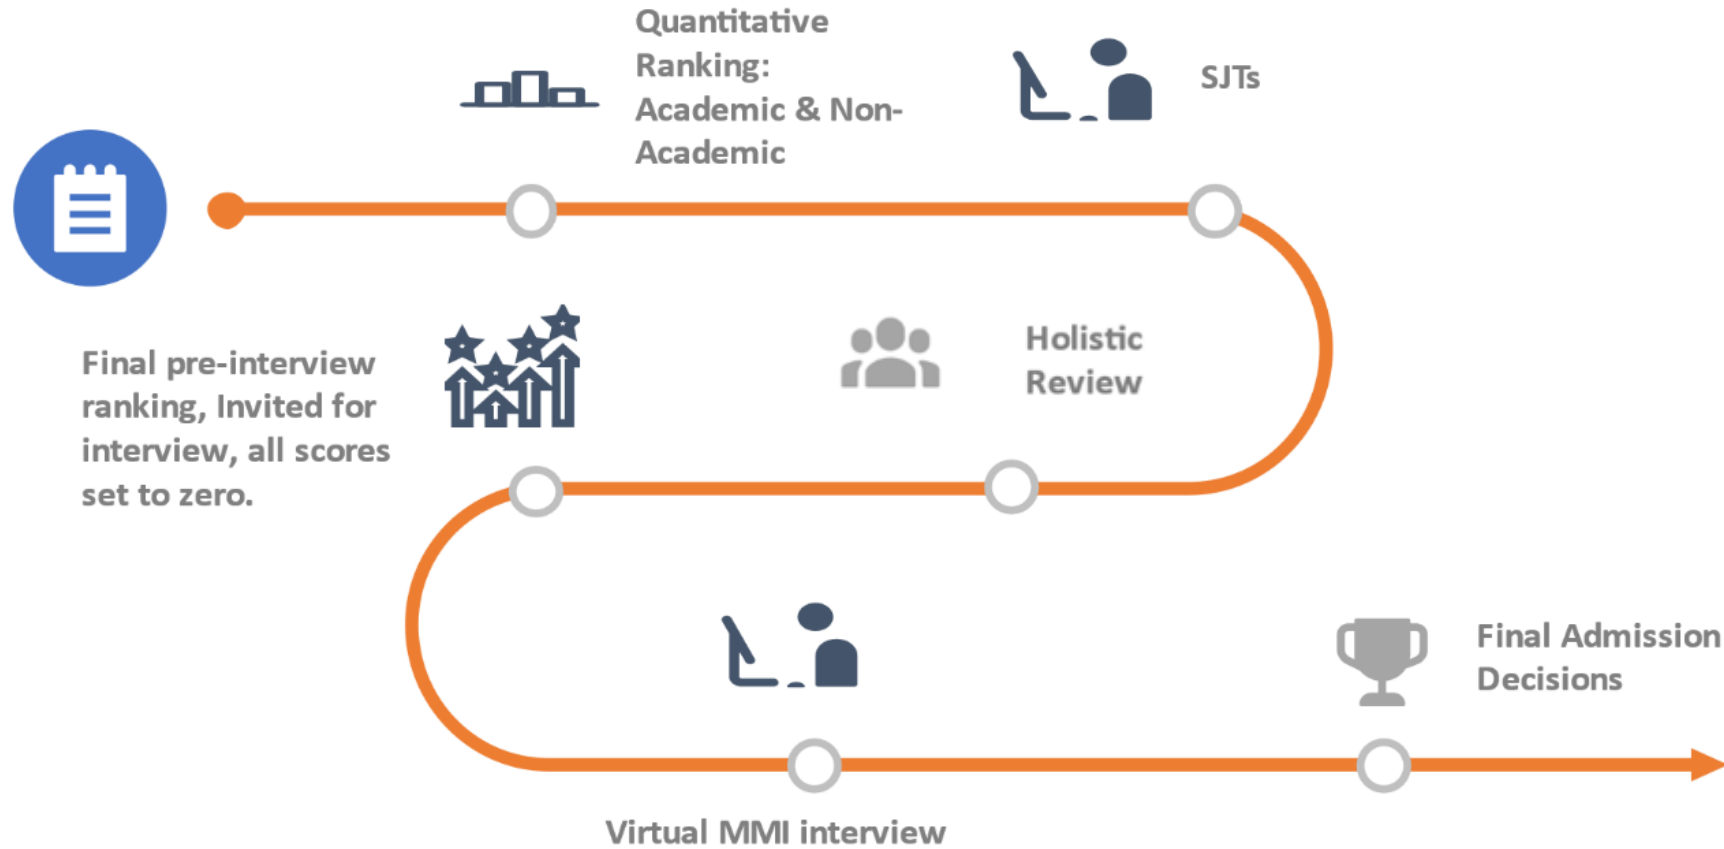 Quantitative
Ranking:
Academic & Non-
Academic
SJTs
Holistic
Review
Final pre-interview
ranking, Invited for
interview, all scores
set to zero.
Virtual MMI interview
Final Admission
Decisions